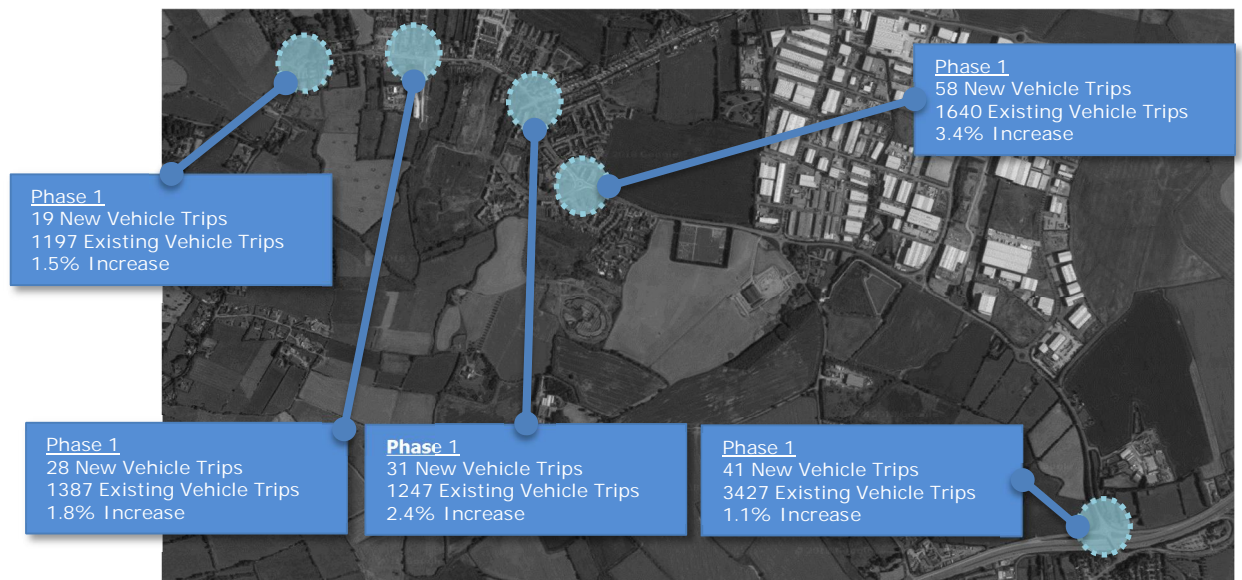 Phase 1
58 New Vehicle Trips
1640 Existing Vehicle Trips
3.4% Increase
Phase 1
19 New Vehicle Trips
1197 Existing Vehicle Trips
1.5% Increase
Phase 1
28 New Vehicle Trips
1387 Existing Vehicle Trips
1.8% Increase
Phase 1
31 New Vehicle Trips
1247 Existing Vehicle Trips
2.4% Increase
Phase 1
41 New Vehicle Trips
3427 Existing Vehicle Trips
1.1% Increase